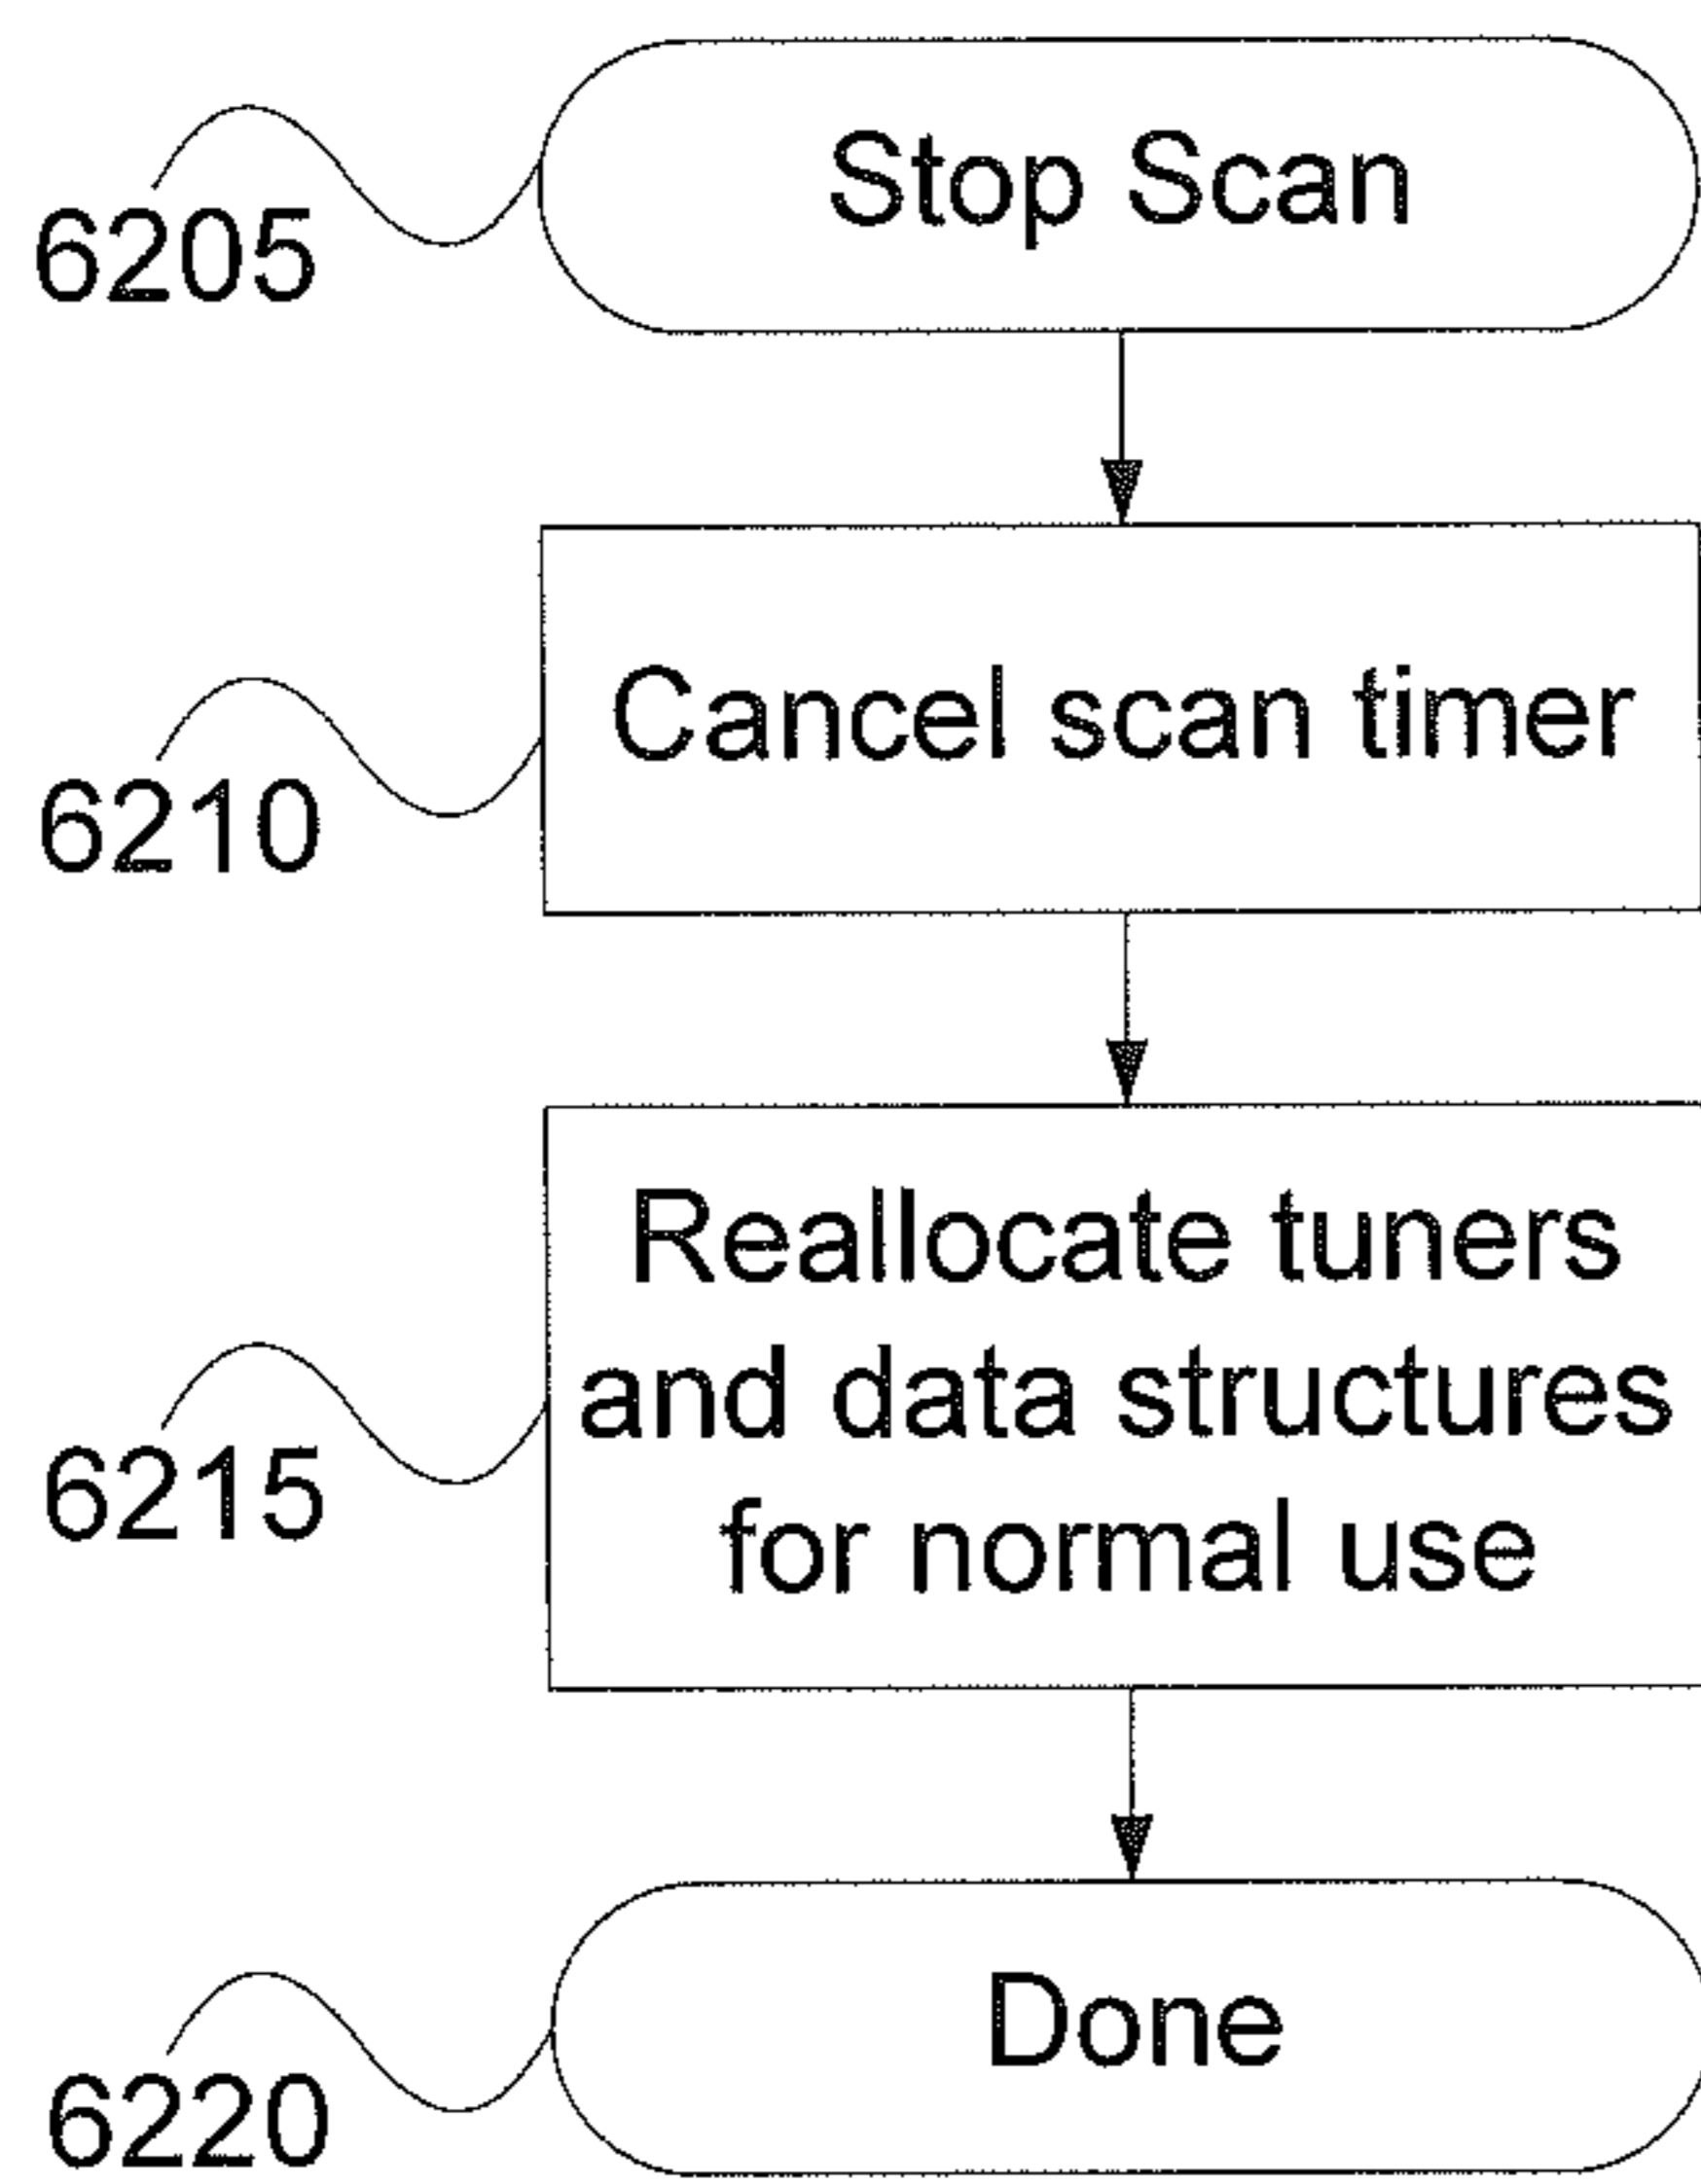 Stop Scan
6205
Cancel scan timer
6210
Reallocate tuners
and data structures
for normal use
6215
Done
6220